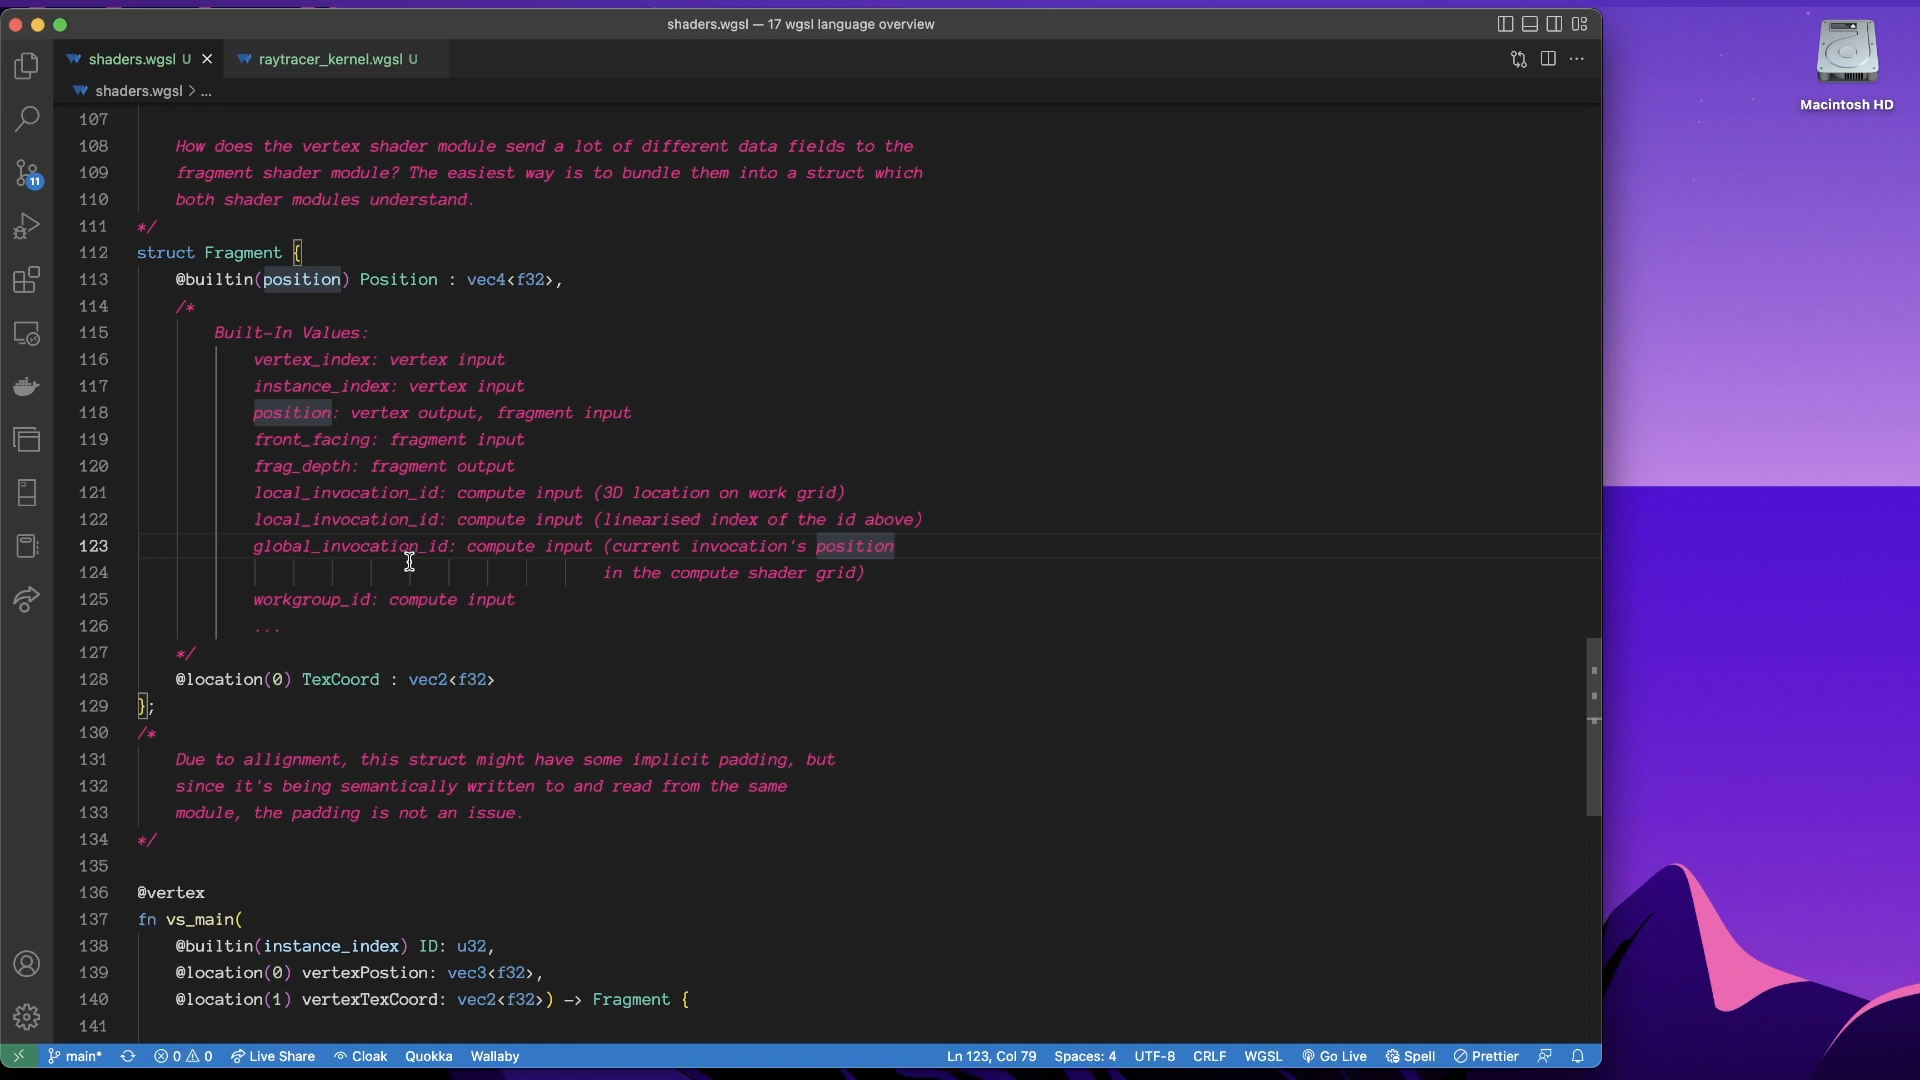 shaders.wgsl — 17 wgsl language overview
shaders.wgsl U
raytracer_kernel.wgsl U
shaders.wgsl > ...
Macintosh HD
11
107
108 How does the vertex shader module send a lot of different data fields to the
109 fragment shader module? The easiest way is to bundle them into a struct which
110 both shader modules understand.
111 */
112 struct Fragment {
113 @builtin(position) Position : vec4<f32>,
114 /*
115 Built-In Values:
116 vertex_index: vertex input
117 instance_index: vertex input
118 position: vertex output, fragment input
119 front_facing: fragment input
120 frag_depth: fragment output
121 local_invocation_id: compute input (3D location on work grid)
122 local_invocation_id: compute input (linearised index of the id above)
123 global_invocation_id: compute input (current invocation's position
124 in the compute shader grid)
125 workgroup_id: compute input
126 ...
127 */
128 @location(0) TexCoord : vec2<f32>
129 };
130 /*
131 Due to allignment, this struct might have some implicit padding, but
132 since it's being semantically written to and read from the same
133 module, the padding is not an issue.
134 */
135
136 @vertex
137 fn vs_main(
138 @builtin(instance_index) ID: u32,
139 @location(0) vertexPostion: vec3<f32>,
140 @location(1) vertexTexCoord: vec2<f32>) -> Fragment {
141
main* 0 0 Live Share Cloak Quokka Wallaby Ln 123, Col 79 Spaces: 4 UTF-8 CRLF WGSL Go Live Spell Prettier